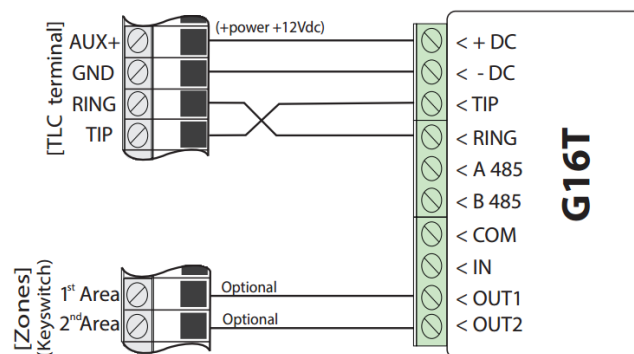 [TLC terminal]
AUX+
GND
RING
TIP
(+power +12Vdc)
< + DC
< - DC
< TIP
< RING
< A 485
< B 485
< COM
< IN
< OUT1
< OUT2
G16T
[Zones]
(Keyswitch)
1st Area
2nd Area
Optional
Optional